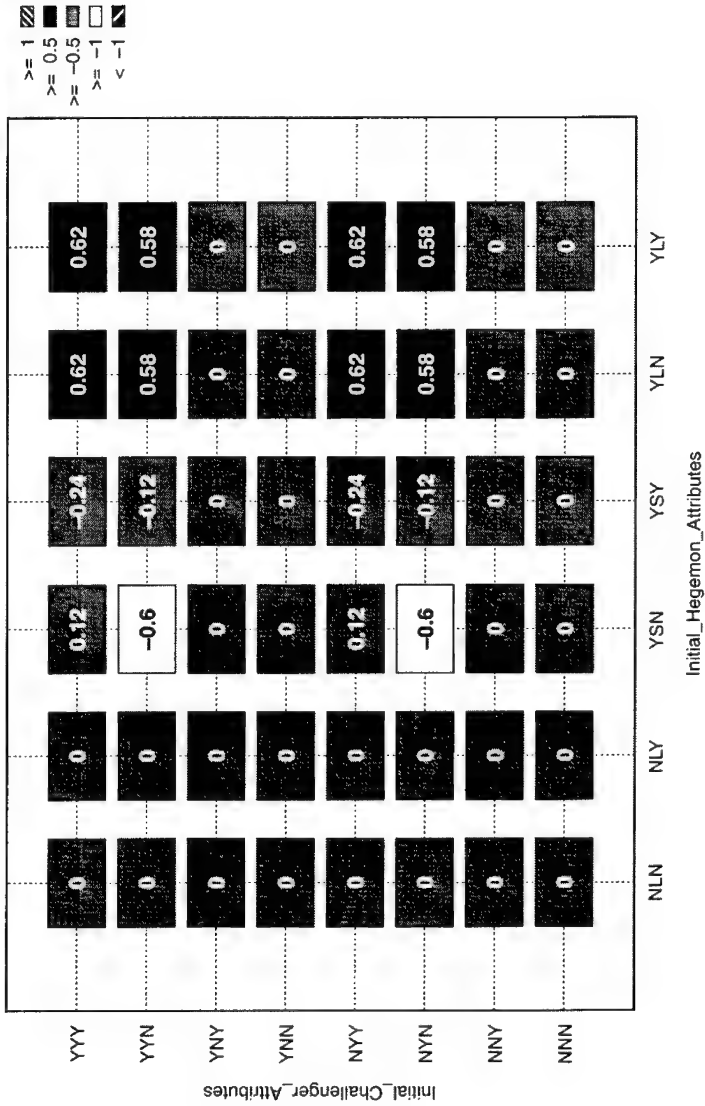 >= 1
>= 0.5
>= −0.5
>= −1
< −1
Initial_Challenger_Attributes
YYY 0 0 0.12 −0.24 0.62 0.62
YYN 0 0 −0.6 −0.12 0.58 0.58
YNY 0 0 0 0 0 0
YNN 0 0 0 0 0 0
NYY 0 0 0.12 −0.24 0.62 0.62
NYN 0 0 −0.6 −0.12 0.58 0.58
NNY 0 0 0 0 0 0
NNN 0 0 0 0 0 0
NLN NLY YSN YSY YLN YLY
Initial_Hegemon_Attributes